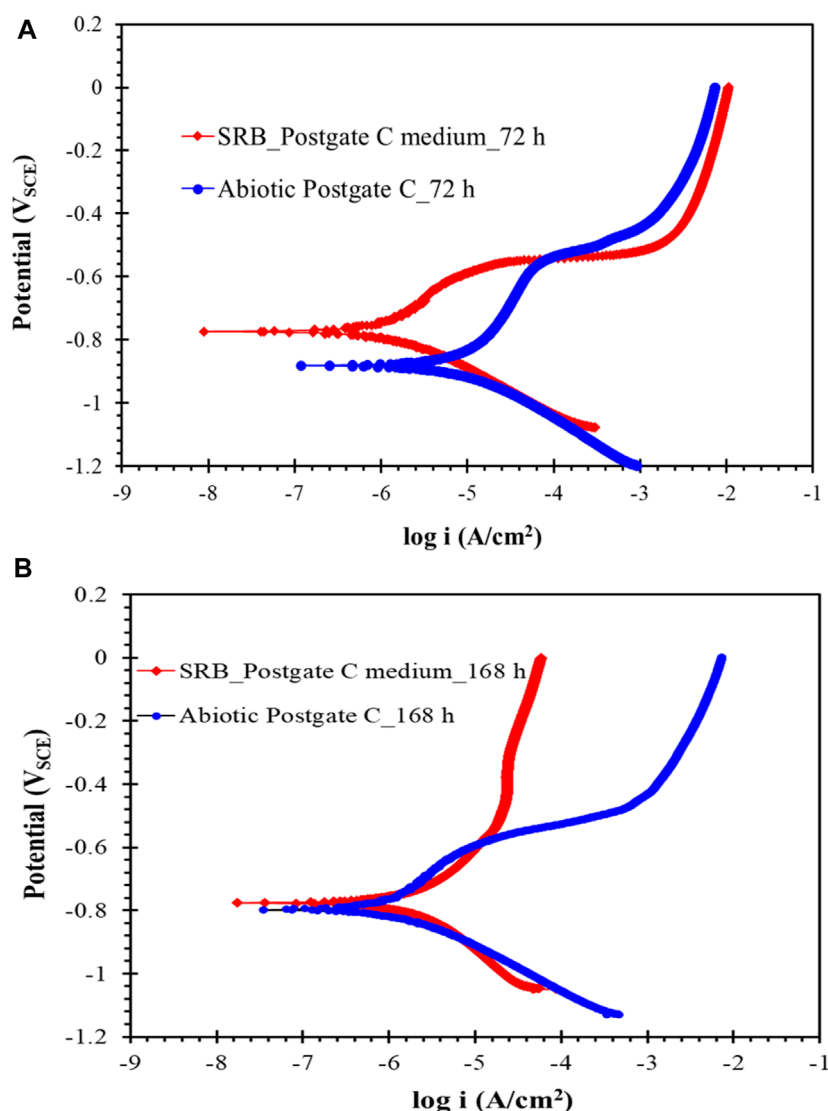 A
0.2
0
-0.2
-0.4
-0.6
-0.8
-1
-1.2
Potential (V_SCE)
SRB_Postgate C medium_72 h
Abiotic Postgate C_72 h
-9 -8 -7 -6 -5 -4 -3 -2 -1
log i (A/cm²)
B
0.2
0
-0.2
-0.4
-0.6
-0.8
-1
-1.2
Potential (V_SCE)
SRB_Postgate C medium_168 h
Abiotic Postgate C_168 h
-9 -8 -7 -6 -5 -4 -3 -2 -1
log i (A/cm²)